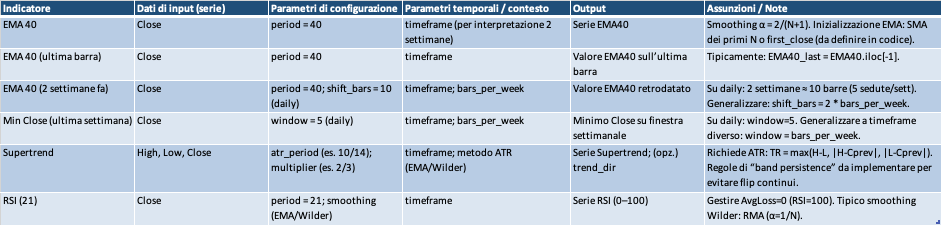 Indicatore Dati di input (serie) Parametri di configurazione Parametri temporali / contesto Output Assunzioni / Note
EMA 40 Close period = 40 timeframe (per interpretazione 2 settimane) Serie EMA40 Smoothing α = 2/(N+1). Inizializzazione EMA: SMA
dei primi N o first_close (da definire in codice).
EMA 40 (ultima barra) Close period = 40 timeframe Valore EMA40 sull'ultima barra Tipicamente: EMA40_last = EMA40.iloc[-1].
EMA 40 (2 settimane fa) Close period = 40; shift_bars = 10 (daily) timeframe; bars_per_week Valore EMA40 retrodatato Su daily: 2 settimane ≈ 10 barre (5 sedute/sett).
Generalizzare: shift_bars = 2 * bars_per_week.
Min Close (ultima settimana) Close window = 5 (daily) timeframe; bars_per_week Minimo Close su finestra settimanale Su daily: window=5. Generalizzare a timeframe
diverso: window = bars_per_week.
Supertrend High, Low, Close atr_period (es. 10/14); multiplier (es. 2/3) timeframe; metodo ATR (EMA/Wilder) Serie Supertrend; (opz.) trend_dir Richiede ATR: TR = max(H-L, |H-Cprev|, |L-Cprev|).
Regole di "band persistence" da implementare per
evitare flip continui.
RSI (21) Close period = 21; smoothing (EMA/Wilder) timeframe Serie RSI (0–100) Gestire AvgLoss=0 (RSI=100). Tipico smoothing
Wilder: RMA (α=1/N).